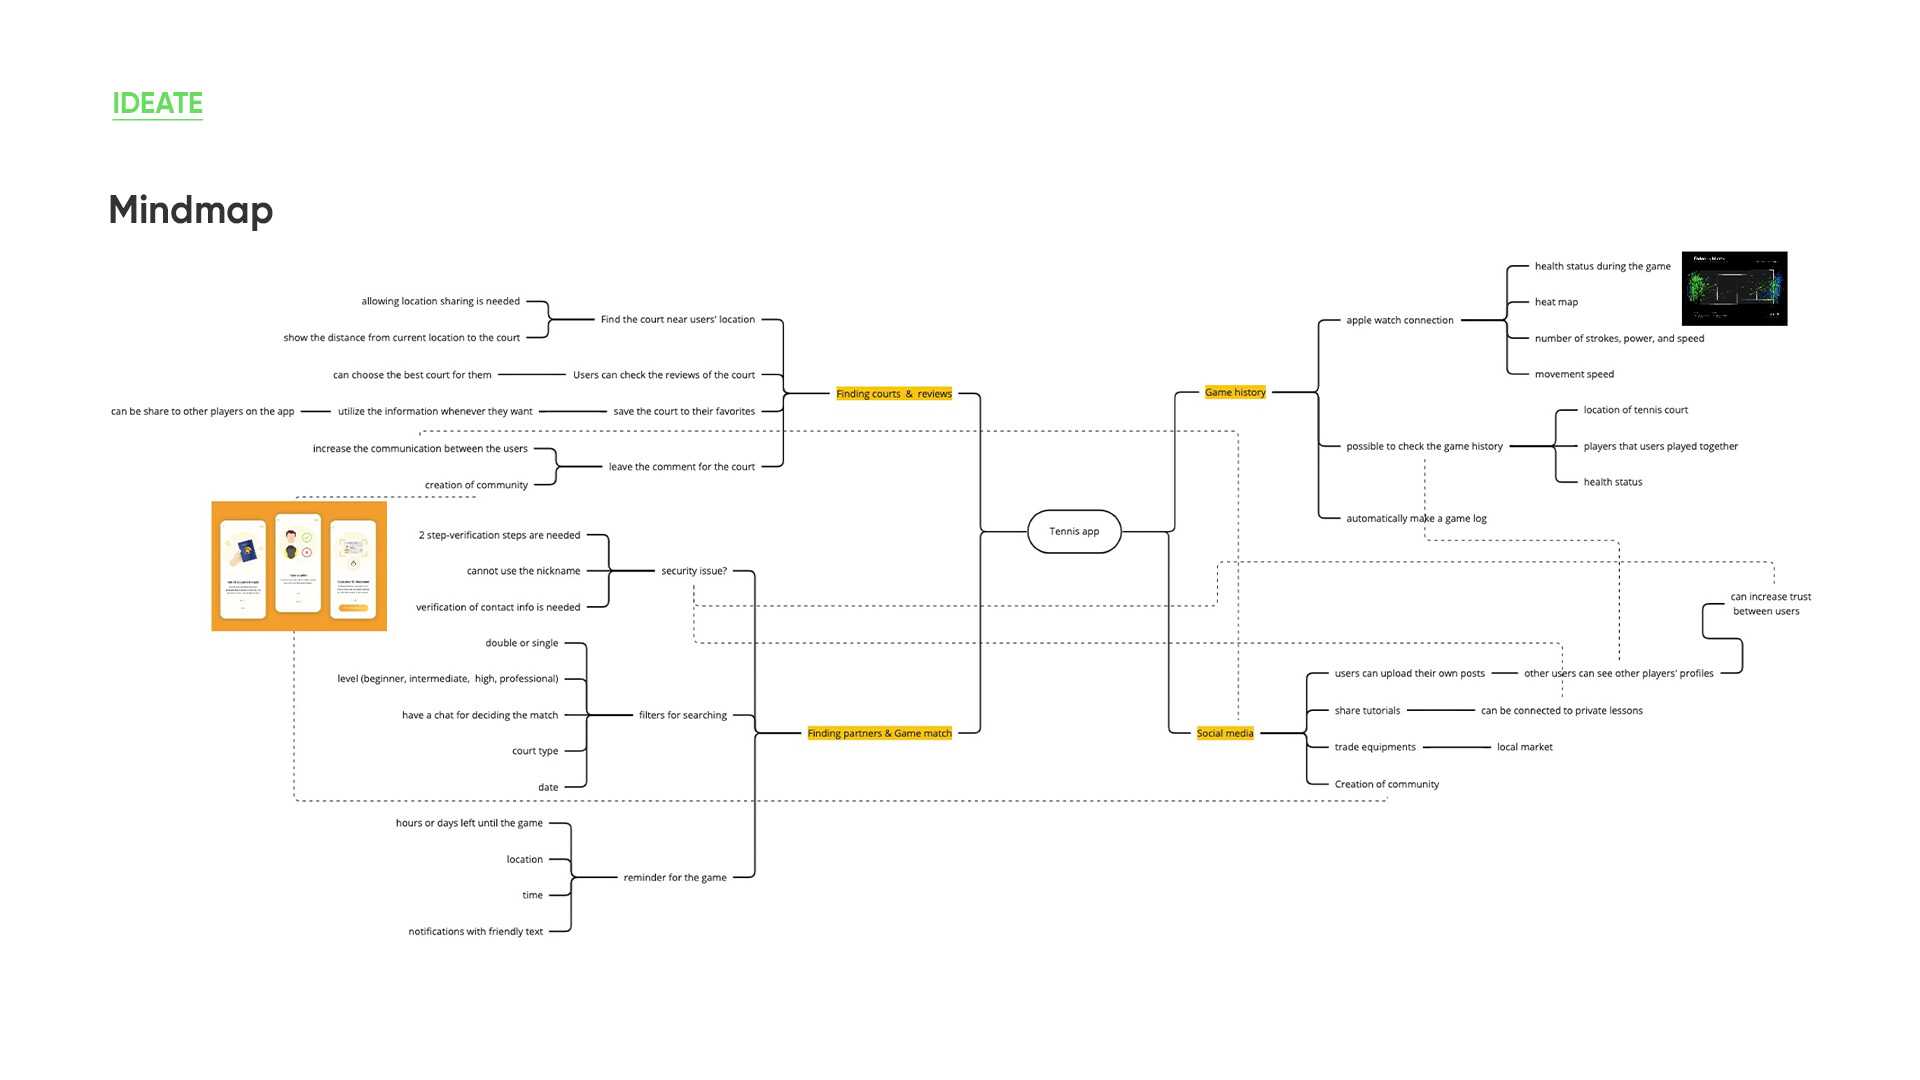 IDEATE
Mindmap
Tennis app
Finding courts & reviews
Find the court near users' location
allowing location sharing is needed
show the distance from current location to the court
Users can check the reviews of the court
can choose the best court for them
save the court to their favorites
utilize the information whenever they want
can be share to other players on the app
leave the comment for the court
increase the communication between the users
creation of community
Finding partners & Game match
security issue?
2 step-verification steps are needed
cannot use the nickname
verification of contact info is needed
filters for searching
double or single
level (beginner, intermediate, high, professional)
have a chat for deciding the match
court type
date
reminder for the game
hours or days left until the game
location
time
notifications with friendly text
Game history
apple watch connection
health status during the game
heat map
number of strokes, power, and speed
movement speed
possible to check the game history
location of tennis court
players that users played together
health status
automatically make a game log
Social media
users can upload their own posts
other users can see other players' profiles
can increase trust
between users
share tutorials
can be connected to private lessons
trade equipments
local market
Creation of community